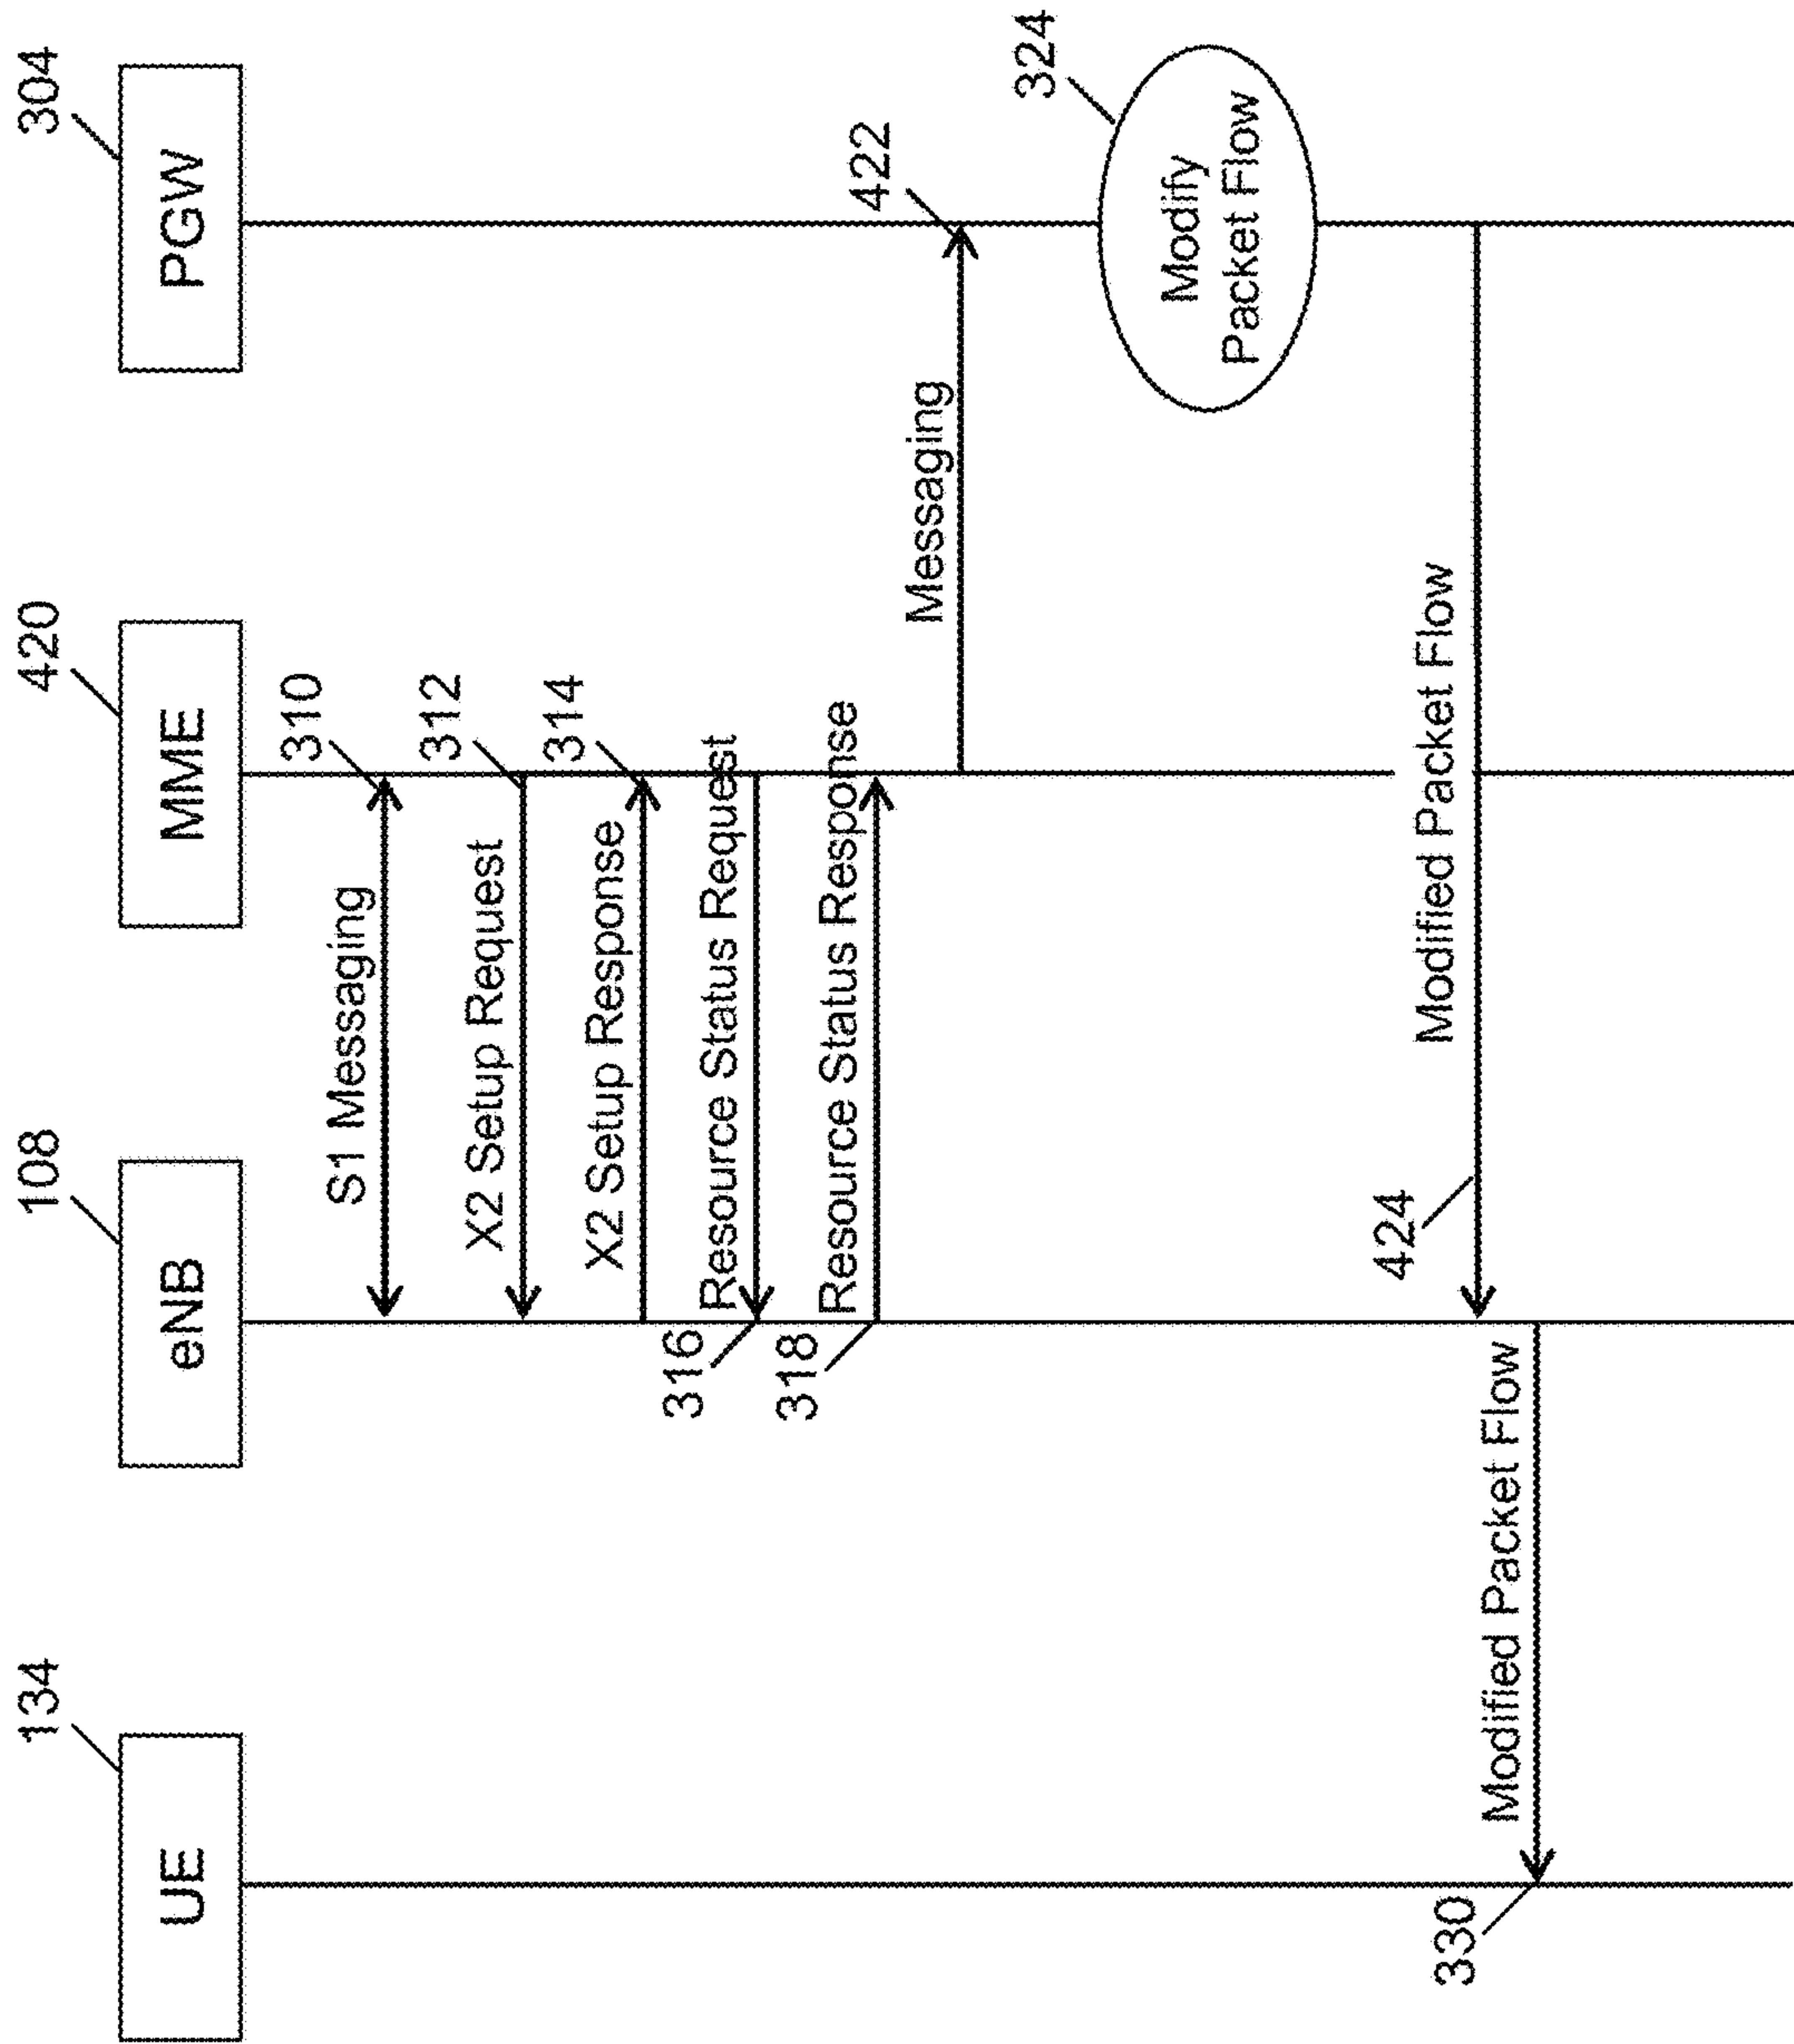 134
108
420
304
UE
eNB
MME
PGW
S1 Messaging
310
X2 Setup Request
312
X2 Setup Response
314
Resource Status Request
316
Resource Status Response
318
Messaging
422
Modify
Packet Flow
324
Modified Packet Flow
424
Modified Packet Flow
330